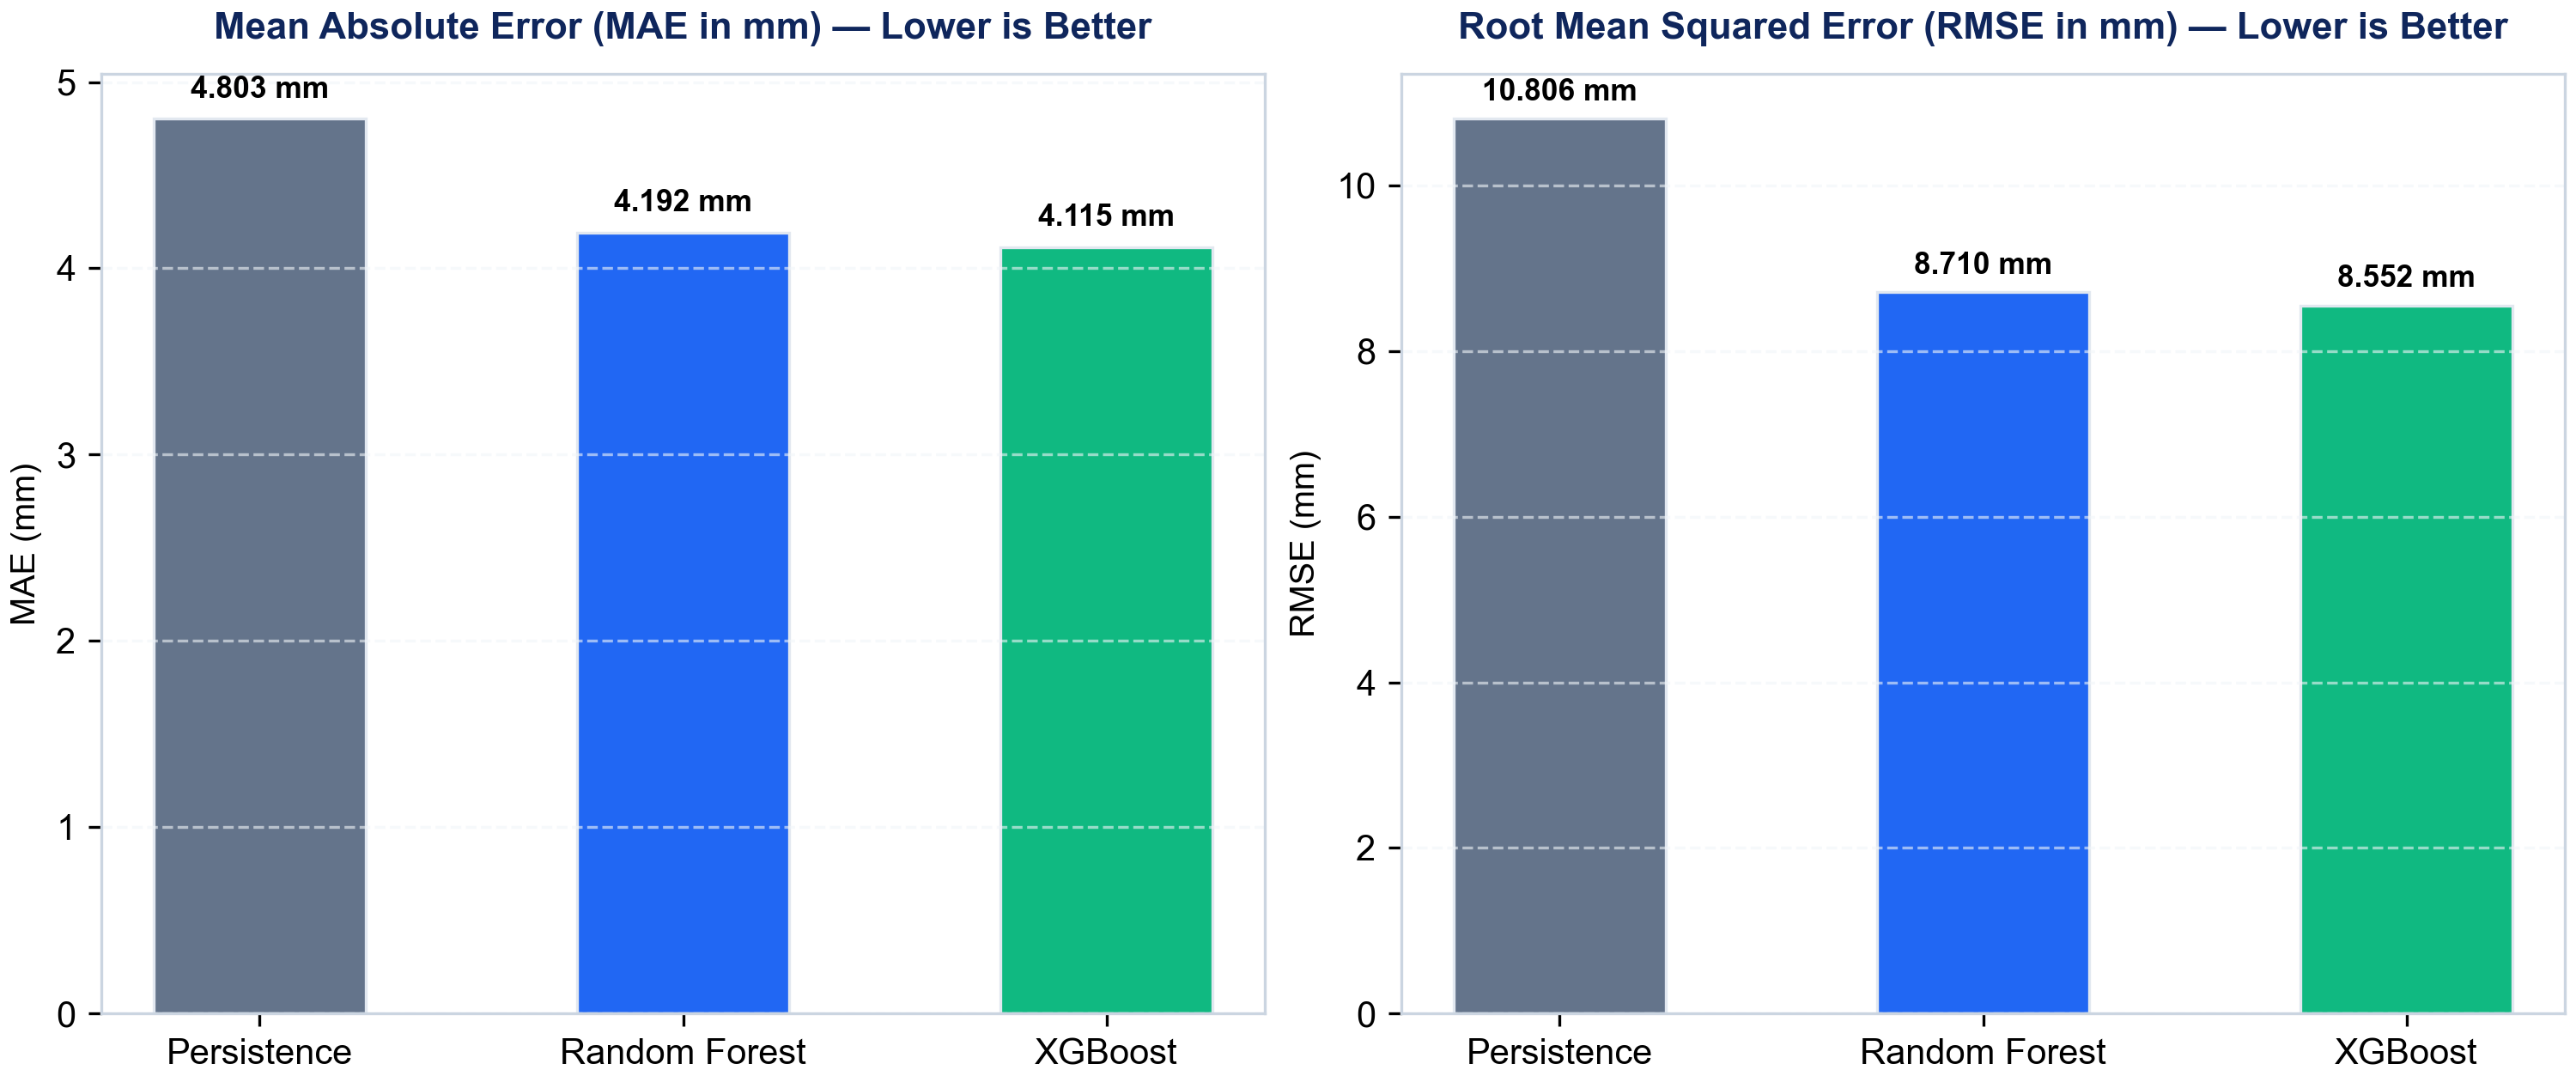 Mean Absolute Error (MAE in mm) — Lower is Better
5
4
3
2
1
0
MAE (mm)
4.803 mm
4.192 mm
4.115 mm
Persistence
Random Forest
XGBoost
Root Mean Squared Error (RMSE in mm) — Lower is Better
10
8
6
4
2
0
RMSE (mm)
10.806 mm
8.710 mm
8.552 mm
Persistence
Random Forest
XGBoost